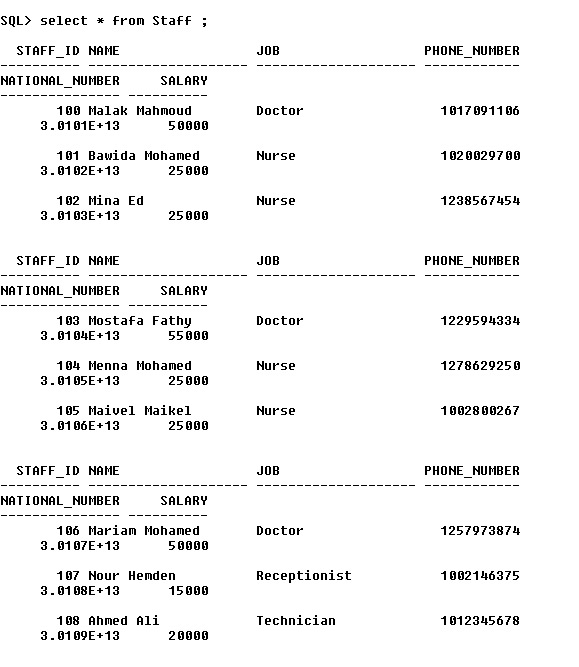 SQL> select * from Staff ;
STAFF_ID NAME JOB PHONE_NUMBER
---------- -------------------- -------------------- ------------
NATIONAL_NUMBER SALARY
--------------- ----------
100 Malak Mahmoud Doctor 1017091106
3.0101E+13 50000
101 Bawida Mohamed Nurse 1020029700
3.0102E+13 25000
102 Mina Ed Nurse 1238567454
3.0103E+13 25000
STAFF_ID NAME JOB PHONE_NUMBER
---------- -------------------- -------------------- ------------
NATIONAL_NUMBER SALARY
--------------- ----------
103 Mostafa Fathy Doctor 1229594334
3.0104E+13 55000
104 Menna Mohamed Nurse 1278629250
3.0105E+13 25000
105 Maivel Maikel Nurse 1002800267
3.0106E+13 25000
STAFF_ID NAME JOB PHONE_NUMBER
---------- -------------------- -------------------- ------------
NATIONAL_NUMBER SALARY
--------------- ----------
106 Mariam Mohamed Doctor 1257973874
3.0107E+13 50000
107 Nour Hemden Receptionist 1002146375
3.0108E+13 15000
108 Ahmed Ali Technician 1012345678
3.0109E+13 20000